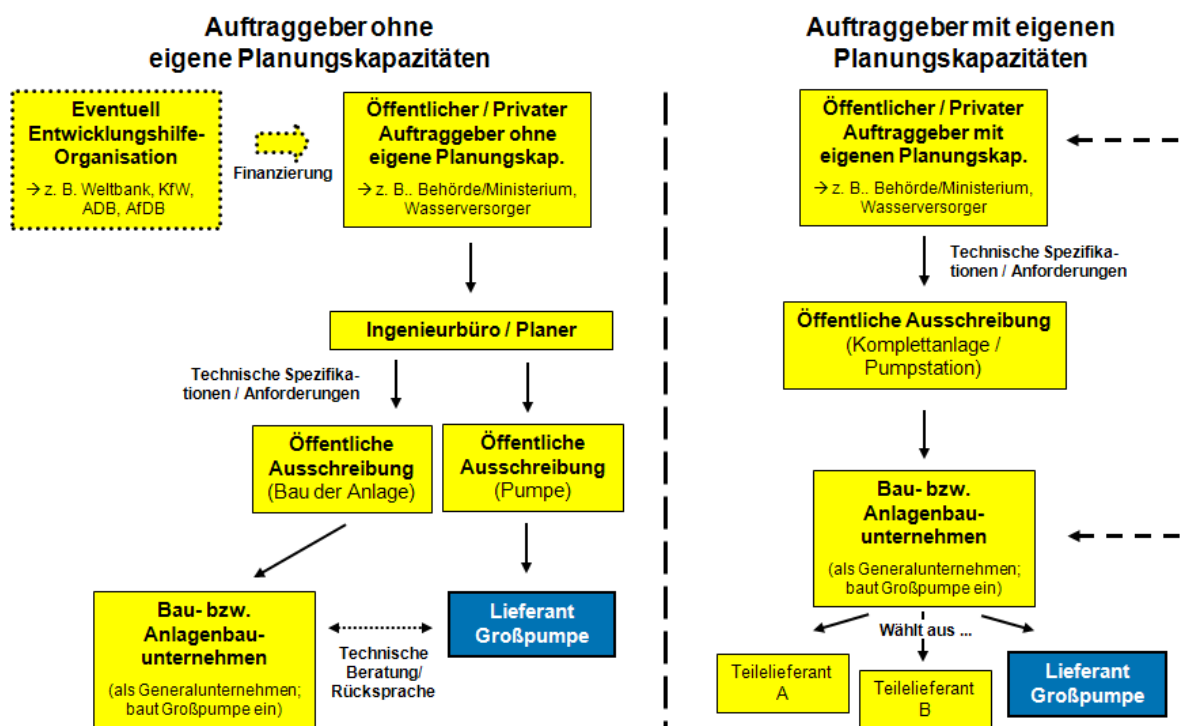 Auftraggeber ohne
eigene Planungskapazitäten
Eventuell
Entwicklungshilfe-
Organisation
→ z. B. Weltbank, KfW,
ADB, AfDB
Finanzierung
Öffentlicher / Privater
Auftraggeber ohne
eigene Planungskap.
→ z. B.. Behörde/Ministerium,
Wasserversorger
Ingenieurbüro / Planer
Technische Spezifika-
tionen / Anforderungen
Öffentliche
Ausschreibung
(Bau der Anlage)
Öffentliche
Ausschreibung
(Pumpe)
Bau- bzw.
Anlagenbau-
unternehmen
(als Generalunternehmen;
baut Großpumpe ein)
Technische
Beratung/
Rücksprache
Lieferant
Großpumpe
Auftraggeber mit eigenen
Planungskapazitäten
Öffentlicher / Privater
Auftraggeber mit
eigenen Planungskap.
→ z. B.. Behörde/Ministerium,
Wasserversorger
Technische Spezifika-
tionen / Anforderungen
Öffentliche Ausschreibung
(Komplettanlage /
Pumpstation)
Bau- bzw.
Anlagenbau-
unternehmen
(als Generalunternehmen;
baut Großpumpe ein)
Wählt aus ...
Teilelieferant
A
Teilelieferant
B
Lieferant
Großpumpe